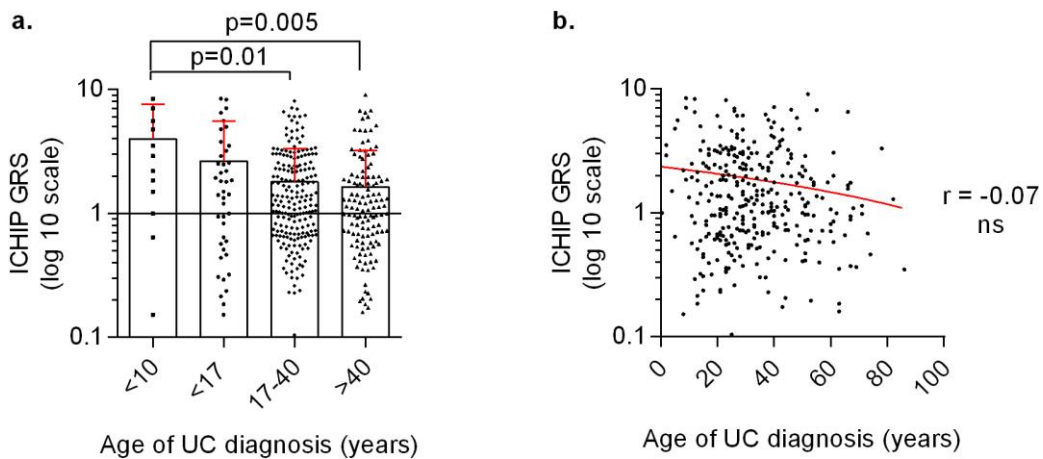 a.
p=0.005
p=0.01
ICHIP GRS
(log 10 scale)
10
1
0.1
<10
<17
17-40
>40
Age of UC diagnosis (years)
b.
ICHIP GRS
(log 10 scale)
10
1
0.1
0
20
40
60
80
100
Age of UC diagnosis (years)
r = -0.07
ns